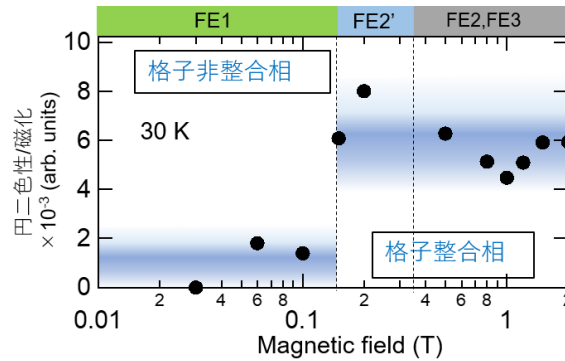 FE1 FE2' FE2,FE3
格子非整合相
30 K
格子整合相
円二色性/磁化
×10⁻³ (arb. units)
10
8
6
4
2
0
2 4 6 8 2 4 6 8 2
0.01 0.1 1
Magnetic field (T)